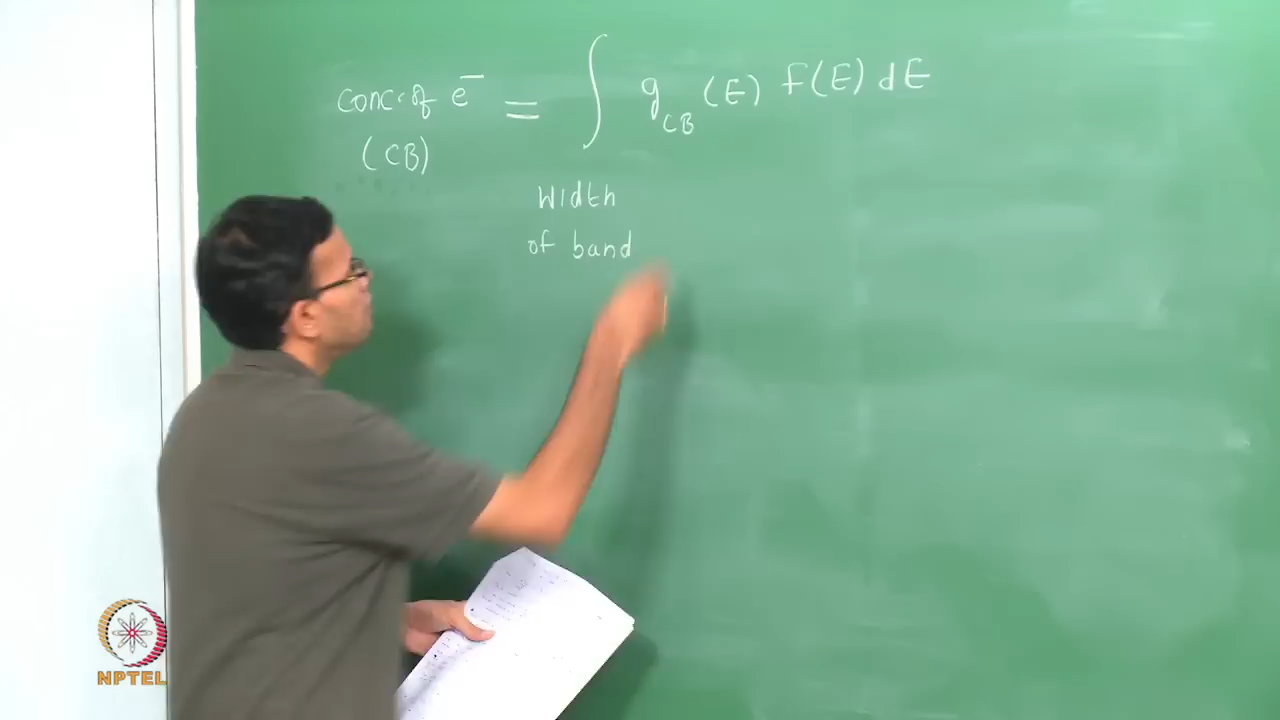 conc. of e⁻ = ∫ g_CB (E) f(E) dE
(CB)
Width
of band
NPTEL